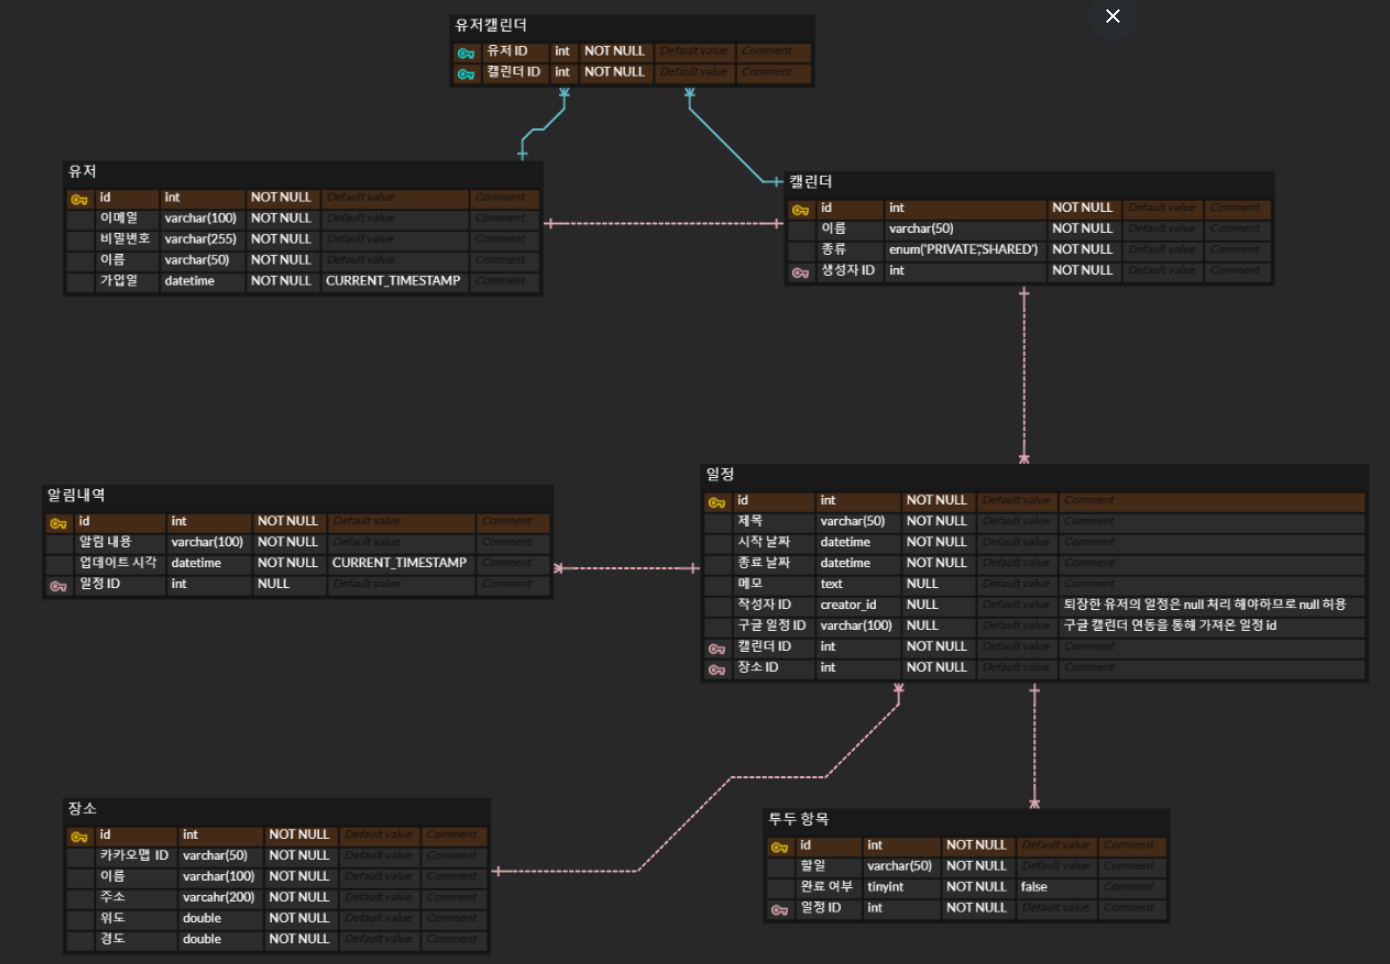 유저캘린더
유저 ID int NOT NULL Default value Comment
캘린더 ID int NOT NULL Default value Comment
유저
id int NOT NULL Default value Comment
이메일 varchar(100) NOT NULL Default value Comment
비밀번호 varchar(255) NOT NULL Default value Comment
이름 varchar(50) NOT NULL Default value Comment
가입일 datetime NOT NULL CURRENT_TIMESTAMP Comment
캘린더
id int NOT NULL Default value Comment
이름 varchar(50) NOT NULL Default value Comment
종류 enum('PRIVATE','SHARED') NOT NULL Default value Comment
생성자 ID int NOT NULL Default value Comment
알림내역
id int NOT NULL Default value Comment
알림 내용 varchar(100) NOT NULL Default value Comment
업데이트 시각 datetime NOT NULL CURRENT_TIMESTAMP Comment
일정 ID int NULL Default value Comment
일정
id int NOT NULL Default value Comment
제목 varchar(50) NOT NULL Default value Comment
시작 날짜 datetime NOT NULL Default value Comment
종료 날짜 datetime NOT NULL Default value Comment
메모 text NULL Default value Comment
작성자 ID creator_id NULL Default value 퇴장한 유저의 일정은 null 처리 해야하므로 null 허용
구글 일정 ID varchar(100) NULL Default value 구글 캘린더 연동을 통해 가져온 일정 id
캘린더 ID int NOT NULL Default value Comment
장소 ID int NOT NULL Default value Comment
장소
id int NOT NULL Default value Comment
카카오맵 ID varchar(50) NOT NULL Default value Comment
이름 varchar(100) NOT NULL Default value Comment
주소 varcahr(200) NOT NULL Default value Comment
위도 double NOT NULL Default value Comment
경도 double NOT NULL Default value Comment
투두 항목
id int NOT NULL Default value Comment
할일 varchar(50) NOT NULL Default value Comment
완료 여부 tinyint NOT NULL false Comment
일정 ID int NOT NULL Default value Comment